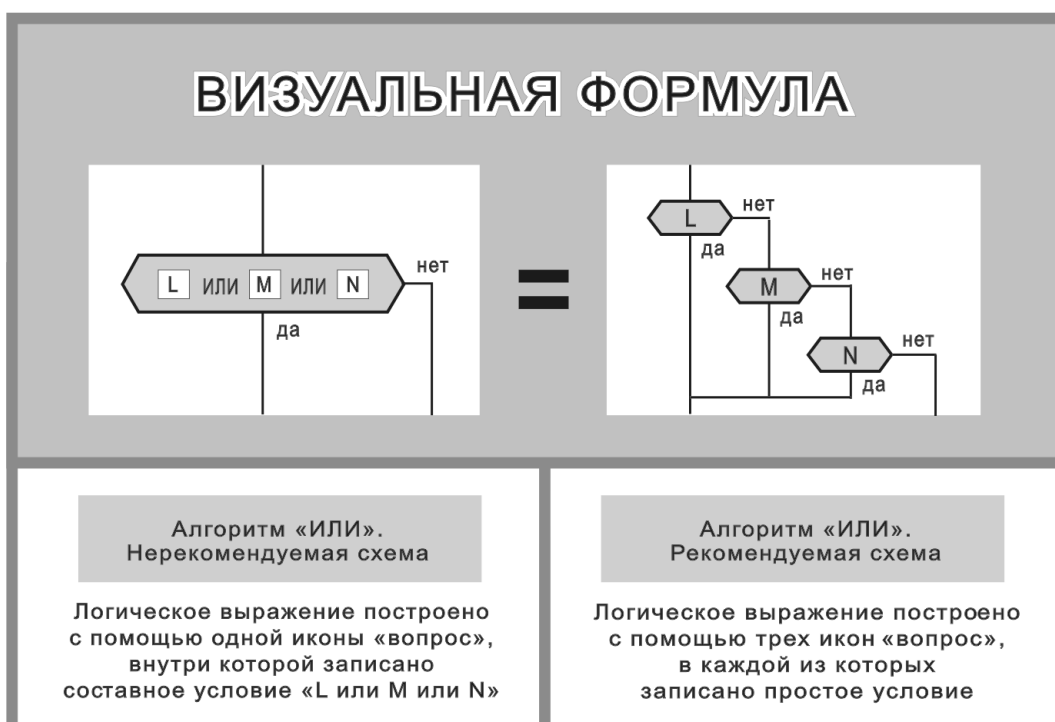 ВИЗУАЛЬНАЯ ФОРМУЛА
L ИЛИ M ИЛИ N
нет
да
=
L
нет
да
M
нет
да
N
нет
да
Алгоритм «ИЛИ».
Нерекомендуемая схема
Логическое выражение построено
с помощью одной иконы «вопрос»,
внутри которой записано
составное условие «L или M или N»
Алгоритм «ИЛИ».
Рекомендуемая схема
Логическое выражение построено
с помощью трех икон «вопрос»,
в каждой из которых
записано простое условие